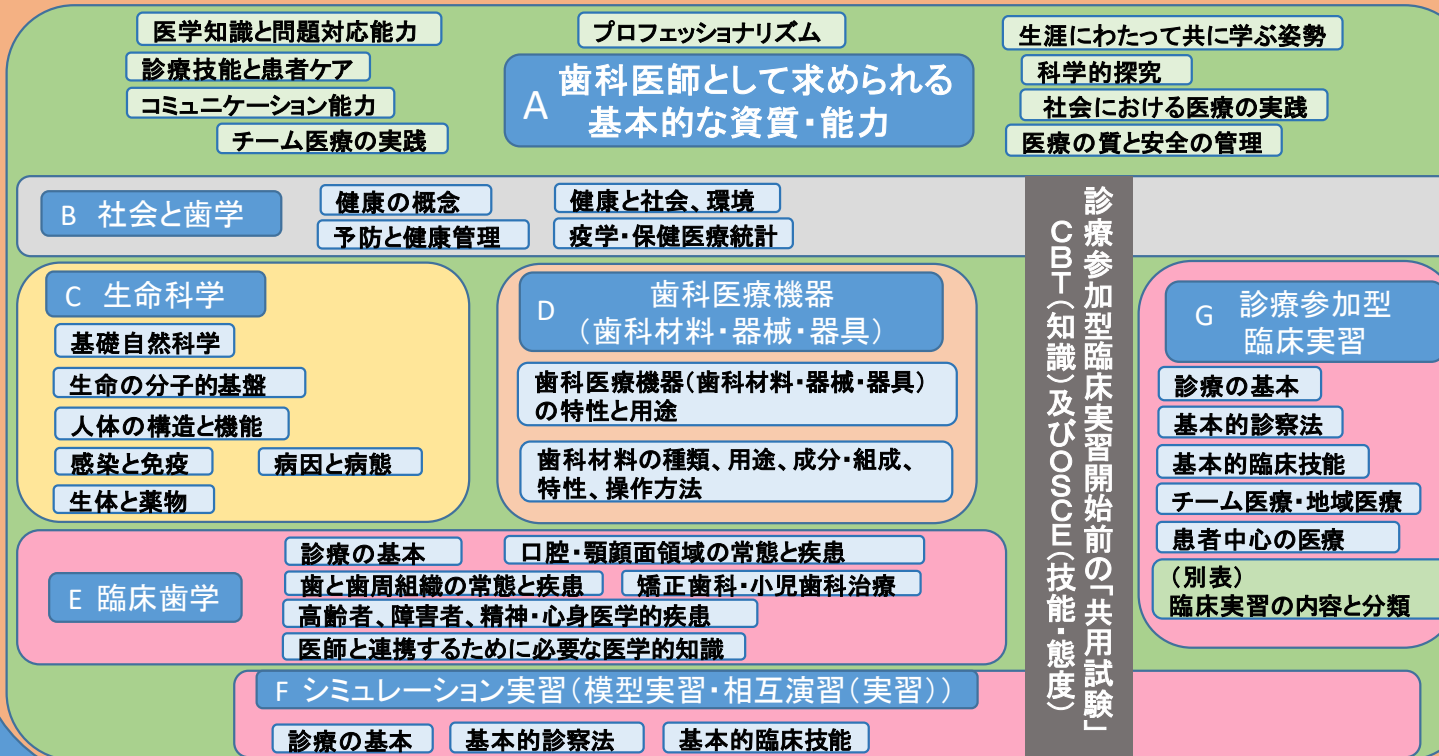 医学知識と問題対応能力
診療技能と患者ケア
コミュニケーション能力
チーム医療の実践
プロフェッショナリズム
A 歯科医師として求められる
基本的な資質・能力
生涯にわたって共に学ぶ姿勢
科学的探究
社会における医療の実践
医療の質と安全の管理
B 社会と歯学
健康の概念
健康と社会、環境
予防と健康管理
疫学・保健医療統計
C 生命科学
基礎自然科学
生命の分子的基盤
人体の構造と機能
感染と免疫
病因と病態
生体と薬物
D 歯科医療機器
(歯科材料・器械・器具)
歯科医療機器(歯科材料・器械・器具)
の特性と用途
歯科材料の種類、用途、成分・組成、
特性、操作方法
E 臨床歯学
診療の基本
口腔・顎顔面領域の常態と疾患
歯と歯周組織の常態と疾患
矯正歯科・小児歯科治療
高齢者、障害者、精神・心身医学的疾患
医師と連携するために必要な医学的知識
F シミュレーション実習(模型実習・相互演習(実習))
診療の基本
基本的診察法
基本的臨床技能
診療参加型臨床実習開始前の「共用試験」
CBT(知識)及びOSCE(技能・態度)
G 診療参加型
臨床実習
診療の基本
基本的診察法
基本的臨床技能
チーム医療・地域医療
患者中心の医療
(別表)
臨床実習の内容と分類